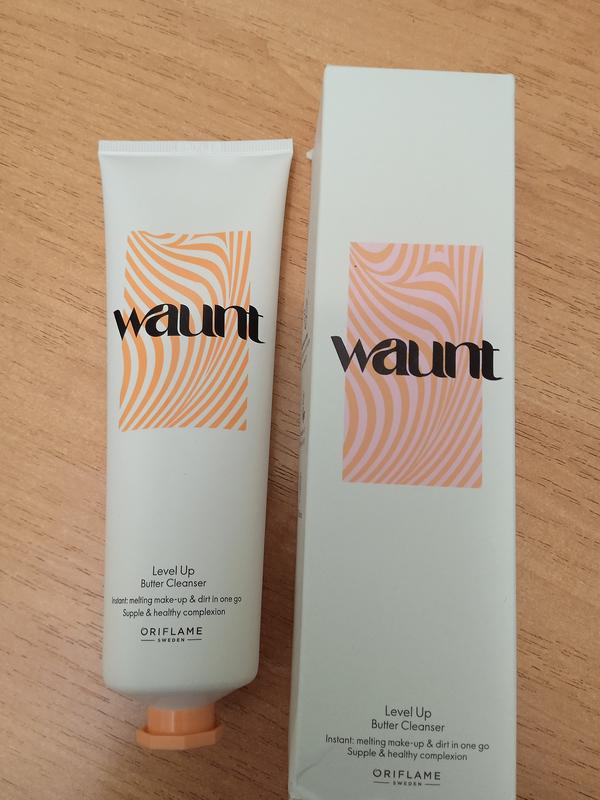 waunt
Level Up
Butter Cleanser
Instant: melting make-up & dirt in one go
Supple & healthy complexion
ORIFLAME
SWEDEN
waunt
Level Up
Butter Cleanser
Instant: melting make-up & dirt in one go
Supple & healthy complexion
ORIFLAME
SWEDEN